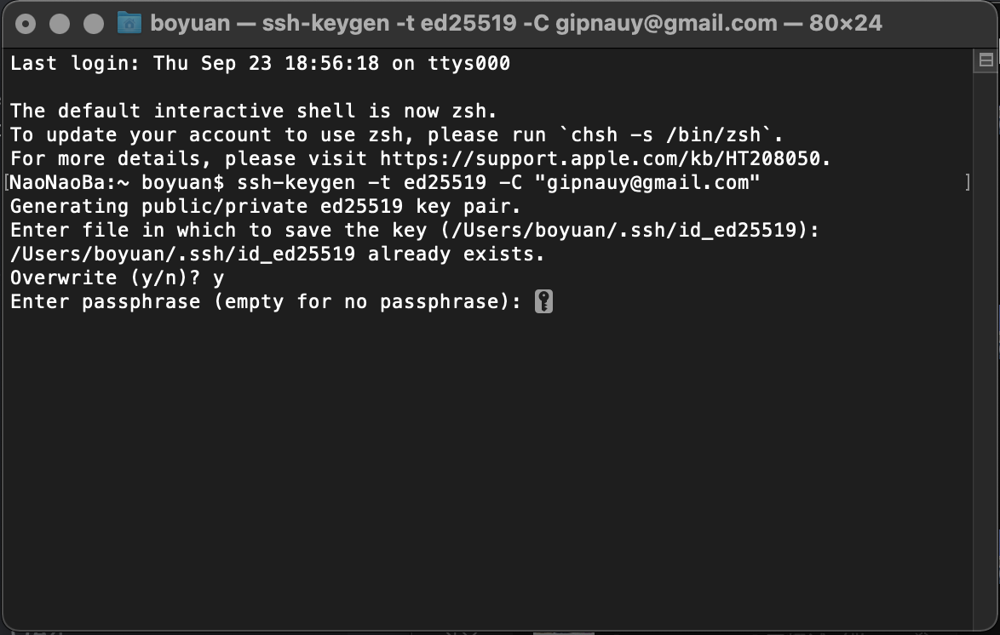 boyuan — ssh-keygen -t ed25519 -C gipnauy@gmail.com — 80×24
Last login: Thu Sep 23 18:56:18 on ttys000
The default interactive shell is now zsh.
To update your account to use zsh, please run `chsh -s /bin/zsh`.
For more details, please visit https://support.apple.com/kb/HT208050.
[NaoNaoBa:~ boyuan$ ssh-keygen -t ed25519 -C "gipnauy@gmail.com" ]
Generating public/private ed25519 key pair.
Enter file in which to save the key (/Users/boyuan/.ssh/id_ed25519):
/Users/boyuan/.ssh/id_ed25519 already exists.
Overwrite (y/n)? y
Enter passphrase (empty for no passphrase):